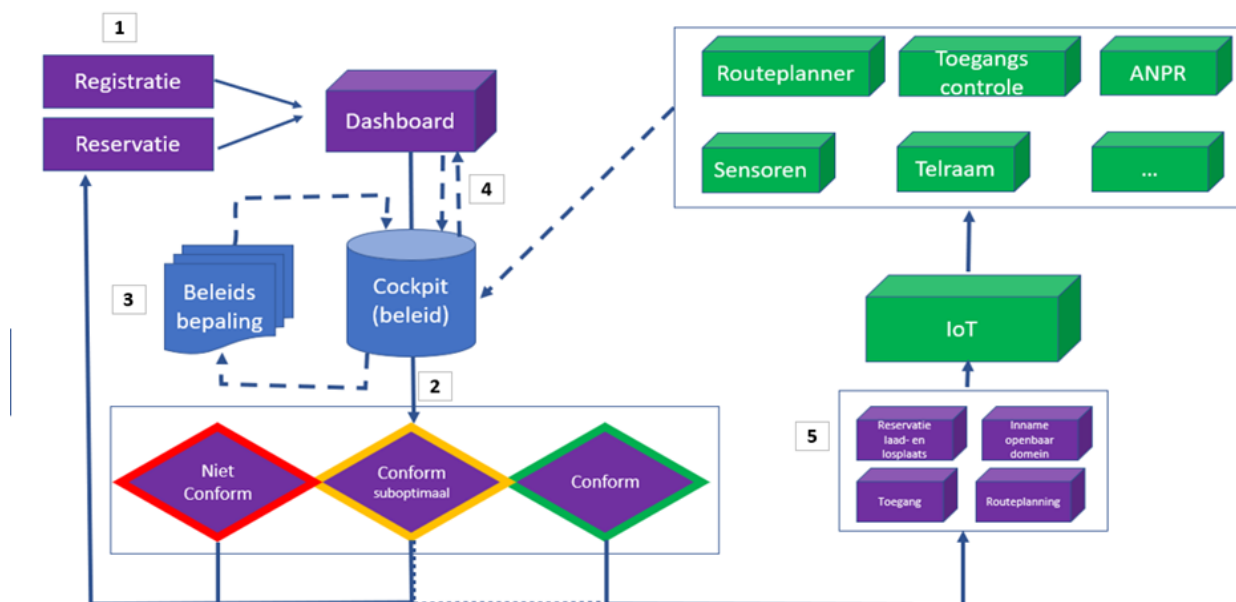 1
Registratie
Reservatie
Dashboard
4
3
Beleids
bepaling
Cockpit
(beleid)
2
Niet
Conform
Conform
suboptimaal
Conform
Routeplanner
Toegangs
controle
ANPR
Sensoren
Telraam
...
IoT
5
Reservatie
laad- en
losplaats
Inname
openbaar
domein
Toegang
Routeplanning